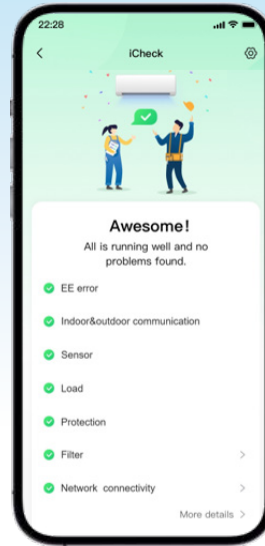 22:28
iCheck
Awesome!
All is running well and no
problems found.
EE error
Indoor&outdoor communication
Sensor
Load
Protection
Filter
Network connectivity
More details